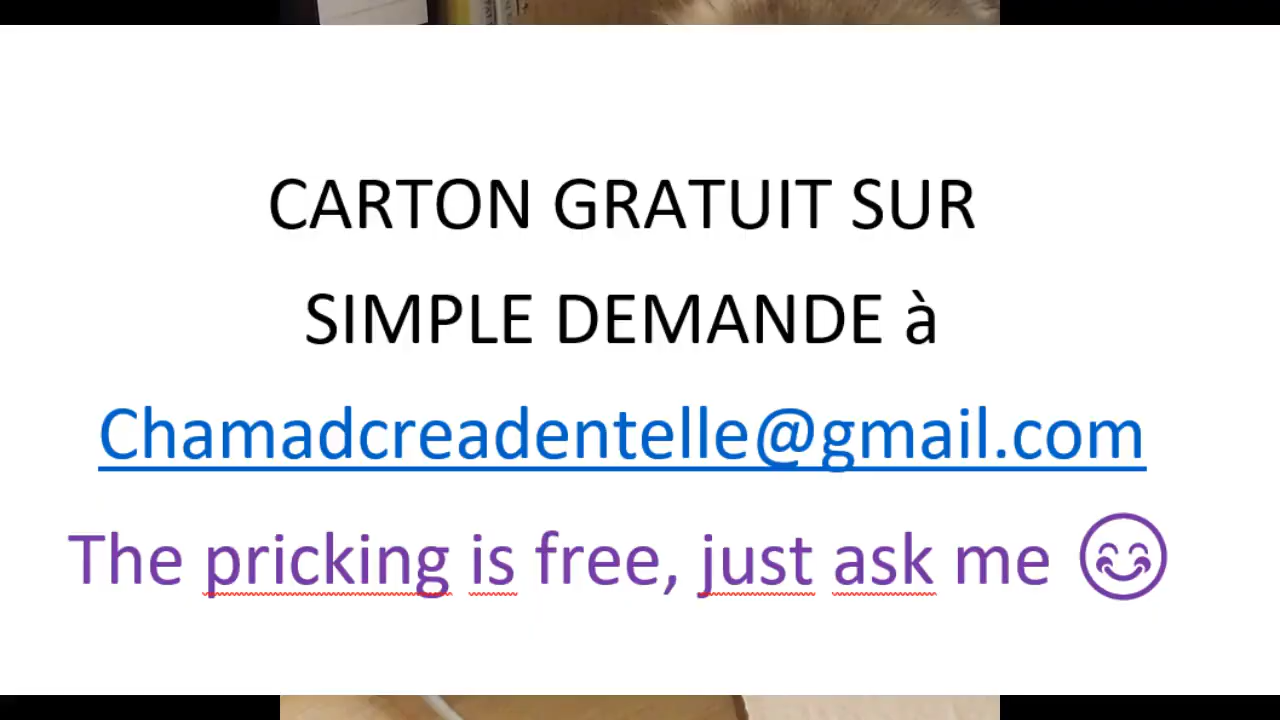 CARTON GRATUIT SUR
SIMPLE DEMANDE à
Chamadcreadentelle@gmail.com
The pricking is free, just ask me 😊